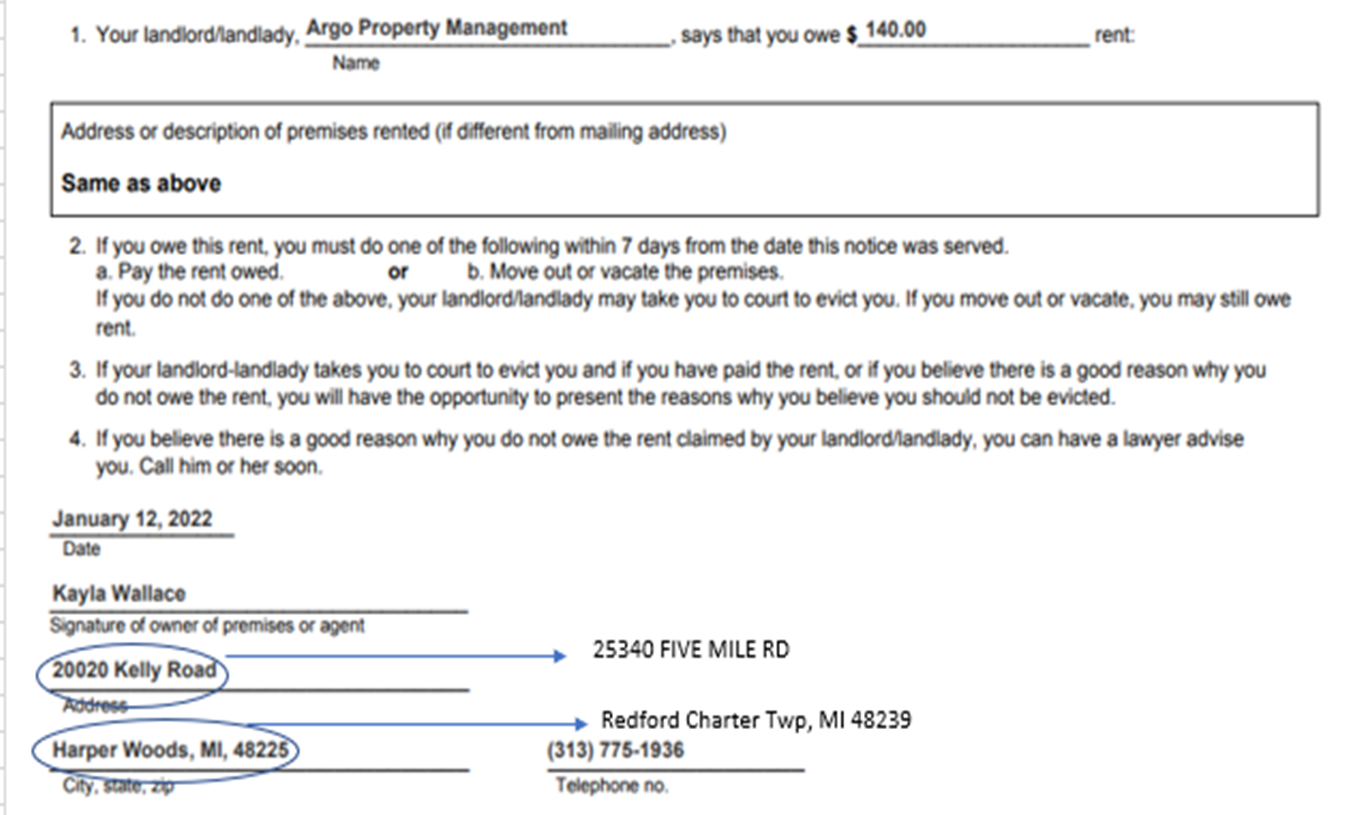 1. Your landlord/landlady, Argo Property Management, says that you owe $ 140.00 rent:
Name
Address or description of premises rented (if different from mailing address)
Same as above
2. If you owe this rent, you must do one of the following within 7 days from the date this notice was served.
a. Pay the rent owed. or b. Move out or vacate the premises.
If you do not do one of the above, your landlord/landlady may take you to court to evict you. If you move out or vacate, you may still owe
rent.
3. If your landlord-landlady takes you to court to evict you and if you have paid the rent, or if you believe there is a good reason why you
do not owe the rent, you will have the opportunity to present the reasons why you believe you should not be evicted.
4. If you believe there is a good reason why you do not owe the rent claimed by your landlord/landlady, you can have a lawyer advise
you. Call him or her soon.
January 12, 2022
Date
Kayla Wallace
Signature of owner of premises or agent
20020 Kelly Road 25340 FIVE MILE RD
Address
Redford Charter Twp, MI 48239
Harper Woods, MI, 48225 (313) 775-1936
City, state, zip Telephone no.